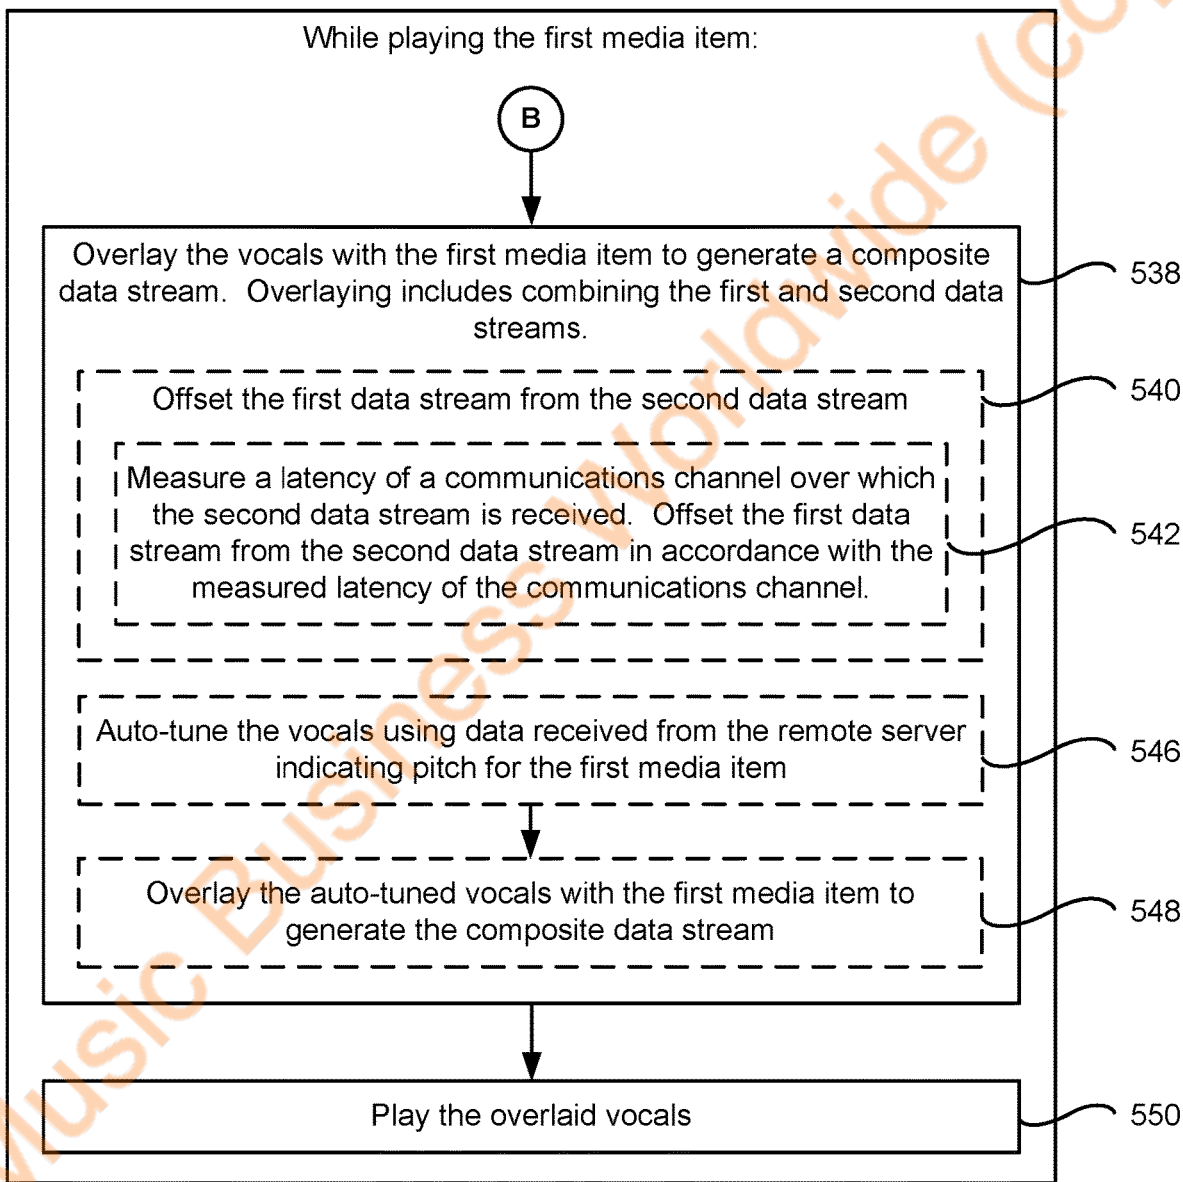 While playing the first media item:
B
Overlay the vocals with the first media item to generate a composite
data stream. Overlaying includes combining the first and second data
streams.
538
Offset the first data stream from the second data stream
540
Measure a latency of a communications channel over which
the second data stream is received. Offset the first data
stream from the second data stream in accordance with the
measured latency of the communications channel.
542
Auto-tune the vocals using data received from the remote server
indicating pitch for the first media item
546
Overlay the auto-tuned vocals with the first media item to
generate the composite data stream
548
Play the overlaid vocals
550
Music Business Worldwide